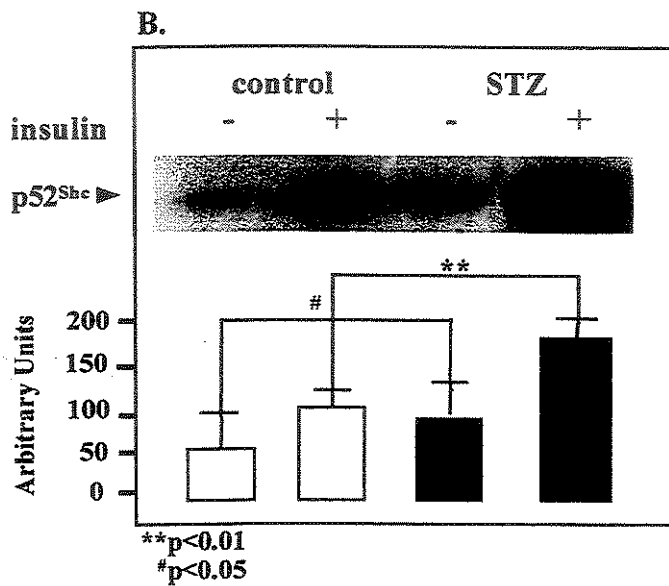 B.
control STZ
insulin - + - +
p52Shc
**
#
200
150
100
50
0
Arbitrary Units
**p<0.01
#p<0.05